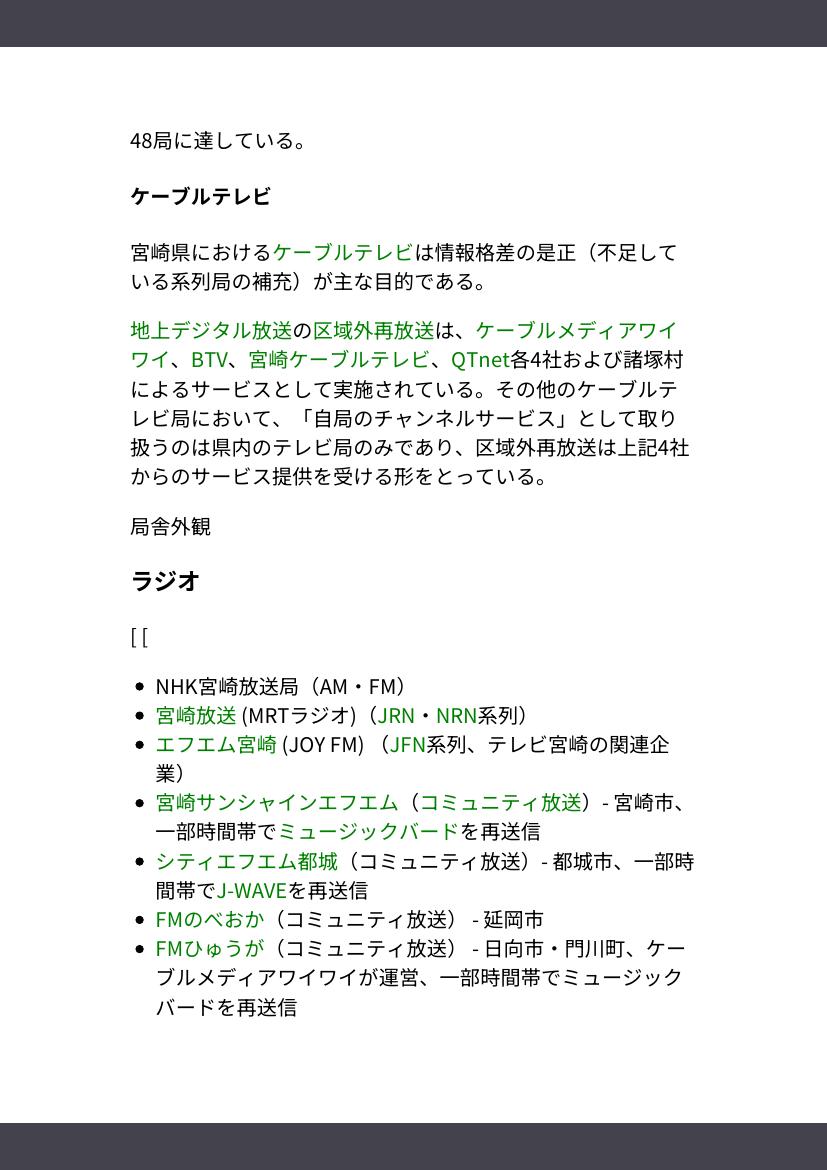 48局に達している。
ケーブルテレビ
宮崎県におけるケーブルテレビは情報格差の是正（不足して
いる系列局の補充）が主な目的である。
地上デジタル放送の区域外再放送は、ケーブルメディアワイ
ワイ、BTV、宮崎ケーブルテレビ、QTnet各4社および諸塚村
によるサービスとして実施されている。その他のケーブルテ
レビ局において、「自局のチャンネルサービス」として取り
扱うのは県内のテレビ局のみであり、区域外再放送は上記4社
からのサービス提供を受ける形をとっている。
局舎外観
ラジオ
[ [
• NHK宮崎放送局（AM・FM）
• 宮崎放送 (MRTラジオ)（JRN・NRN系列）
• エフエム宮崎 (JOY FM) （JFN系列、テレビ宮崎の関連企
業）
• 宮崎サンシャインエフエム（コミュニティ放送）- 宮崎市、
一部時間帯でミュージックバードを再送信
• シティエフエム都城（コミュニティ放送）- 都城市、一部時
間帯でJ-WAVEを再送信
• FMのべおか（コミュニティ放送） - 延岡市
• FMひゅうが（コミュニティ放送） - 日向市・門川町、ケー
ブルメディアワイワイが運営、一部時間帯でミュージック
バードを再送信